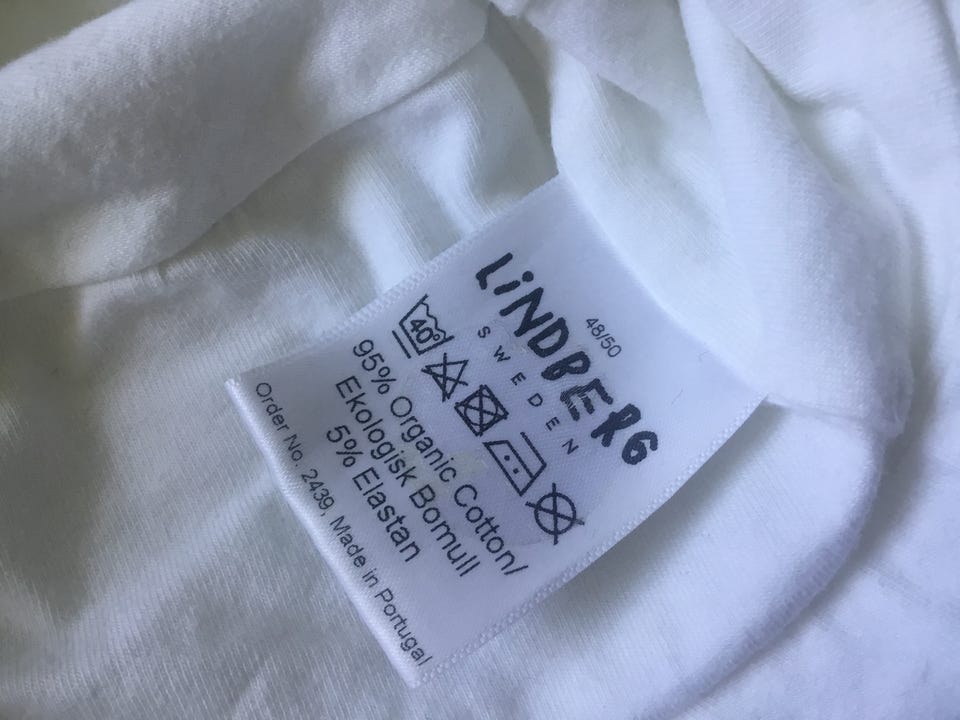 48/50
LiNDBERG
SWEDEN
40°
95% Organic Cotton/
Ekologisk Bomull
5% Elastan
Order No. 2439, Made in Portugal